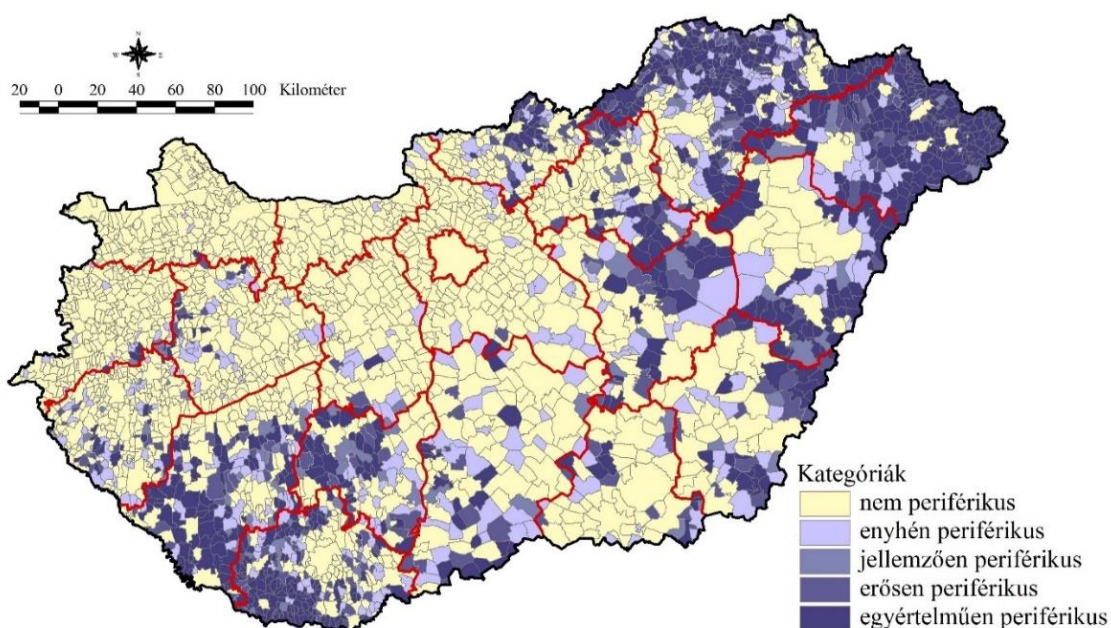 N
W E
S
20 0 20 40 60 80 100 Kilométer
Kategóriák
nem periférikus
enyhén periférikus
jellemzően periférikus
erősen periférikus
egyértelműen periférikus